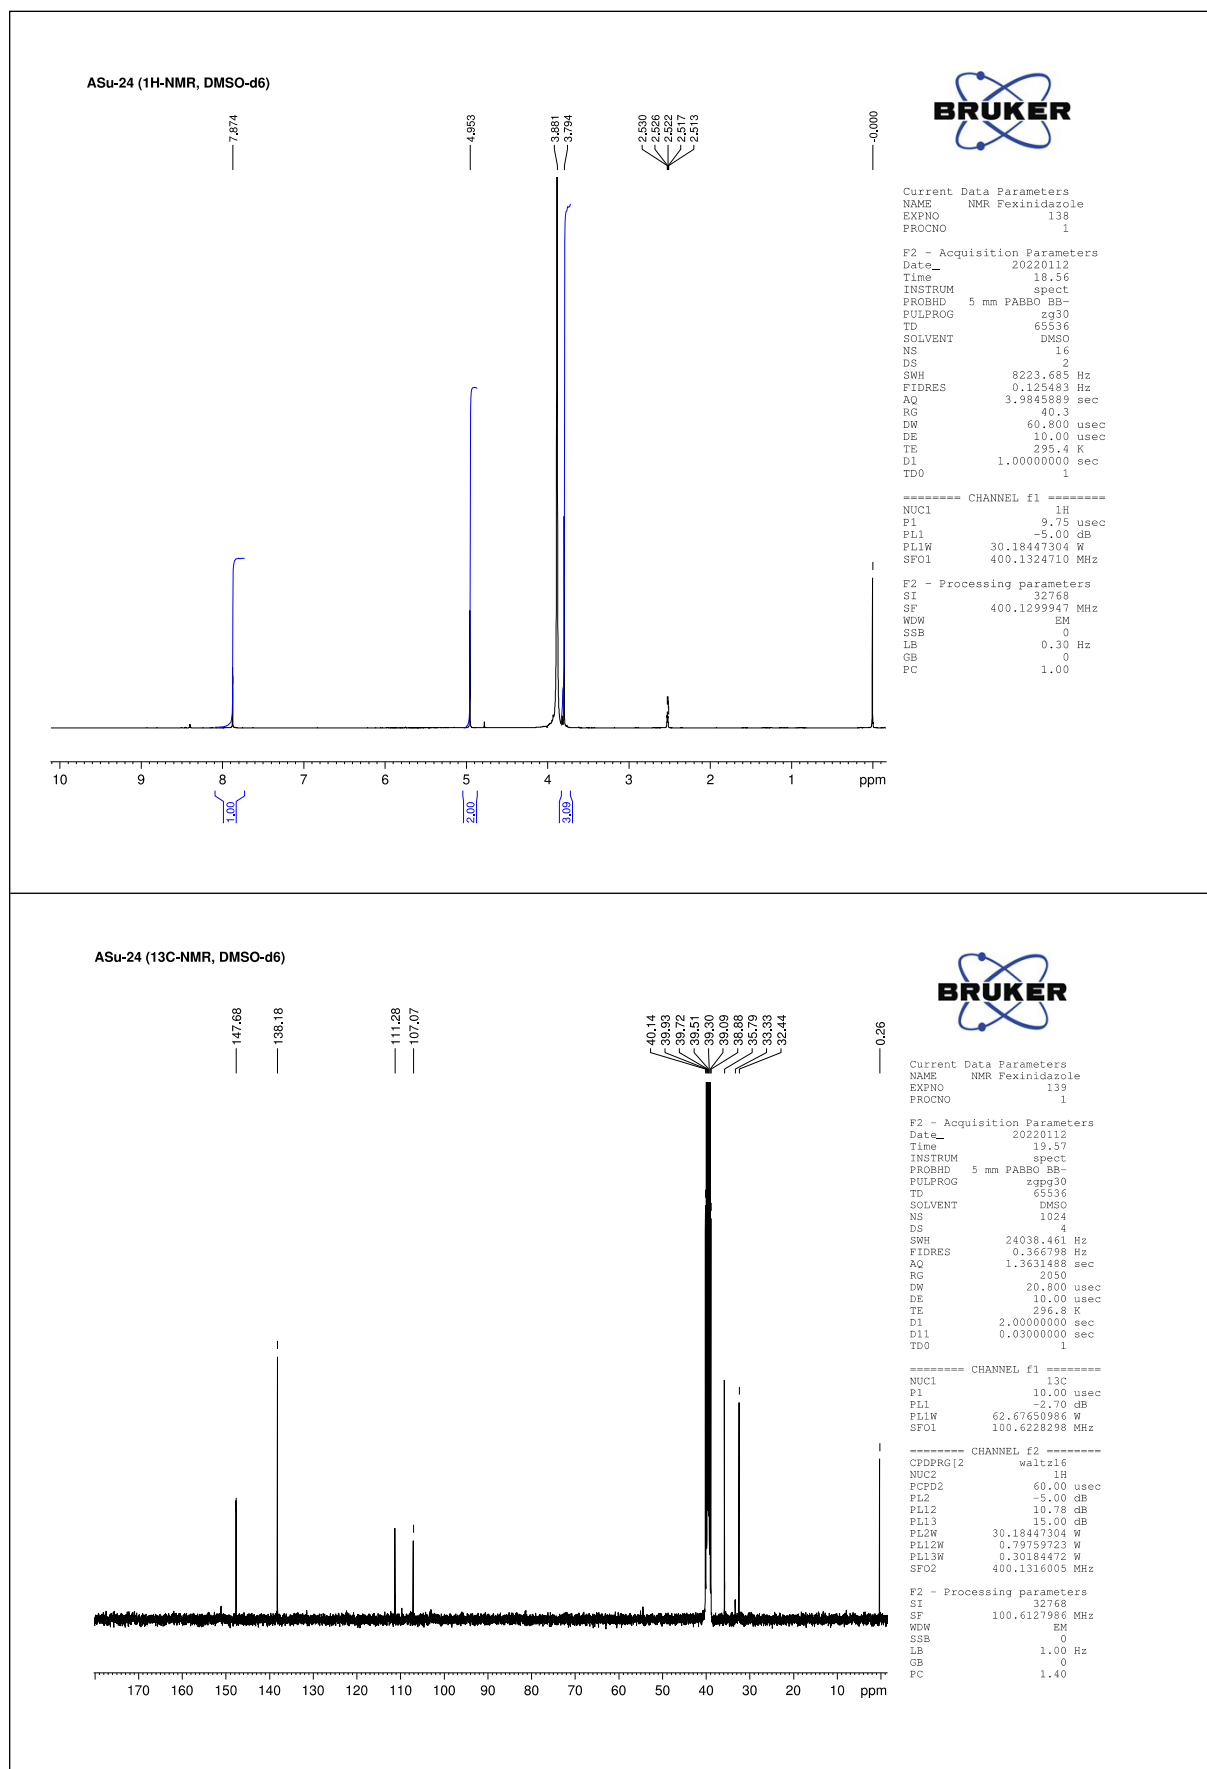 ASu-24 (1H-NMR, DMSO-d6)
7.874
4.953
3.881
3.794
2.530
2.526
2.522
2.517
2.513
-0.000
BRUKER
Current Data Parameters
NAME NMR Fexinidazole
EXPNO 138
PROCNO 1
F2 - Acquisition Parameters
Date_ 20220112
Time 18.56
INSTRUM spect
PROBHD 5 mm PABBO BB-
PULPROG zg30
TD 65536
SOLVENT DMSO
NS 16
DS 2
SWH 8223.685 Hz
FIDRES 0.125483 Hz
AQ 3.9845889 sec
RG 40.3
DW 60.800 usec
DE 10.00 usec
TE 295.4 K
D1 1.00000000 sec
TD0 1
======== CHANNEL f1 ========
NUC1 1H
P1 9.75 usec
PL1 -5.00 dB
PL1W 30.18447304 W
SFO1 400.1324710 MHz
F2 - Processing parameters
SI 32768
SF 400.1299947 MHz
WDW EM
SSB 0
LB 0.30 Hz
GB 0
PC 1.00
10 9 8 7 6 5 4 3 2 1 ppm
1.00 2.00 3.09
ASu-24 (13C-NMR, DMSO-d6)
147.68
138.18
111.28
107.07
40.14
39.93
39.72
39.51
39.30
39.09
38.88
35.79
33.33
32.44
0.26
BRUKER
Current Data Parameters
NAME NMR Fexinidazole
EXPNO 139
PROCNO 1
F2 - Acquisition Parameters
Date_ 20220112
Time 19.57
INSTRUM spect
PROBHD 5 mm PABBO BB-
PULPROG zgpg30
TD 65536
SOLVENT DMSO
NS 1024
DS 4
SWH 24038.461 Hz
FIDRES 0.366798 Hz
AQ 1.3631488 sec
RG 2050
DW 20.800 usec
DE 10.00 usec
TE 296.8 K
D1 2.00000000 sec
D11 0.03000000 sec
TD0 1
======== CHANNEL f1 ========
NUC1 13C
P1 10.00 usec
PL1 -2.70 dB
PL1W 62.67650986 W
SFO1 100.6228298 MHz
======== CHANNEL f2 ========
CPDPRG[2 waltz16
NUC2 1H
PCPD2 60.00 usec
PL2 -5.00 dB
PL12 10.78 dB
PL13 15.00 dB
PL2W 30.18447304 W
PL12W 0.79759723 W
PL13W 0.30184472 W
SFO2 400.1316005 MHz
F2 - Processing parameters
SI 32768
SF 100.6127986 MHz
WDW EM
SSB 0
LB 1.00 Hz
GB 0
PC 1.40
170 160 150 140 130 120 110 100 90 80 70 60 50 40 30 20 10 ppm